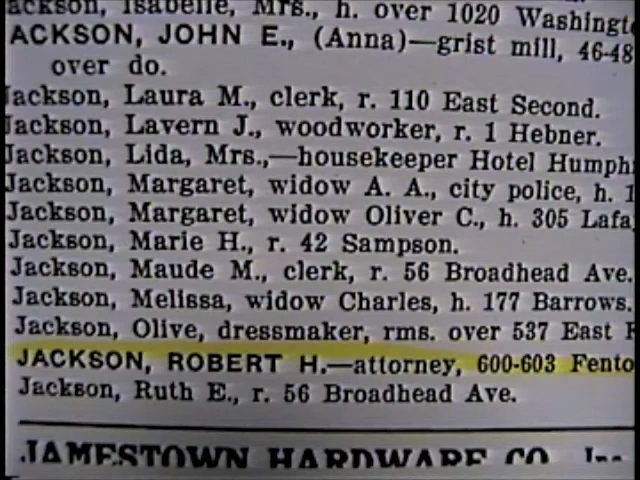 ackson, Isabelle, Mrs., h. over 1020 Washingt
ACKSON, JOHN E., (Anna)—grist mill, 46-48
over do.
Jackson, Laura M., clerk, r. 110 East Second.
Jackson, Lavern J., woodworker, r. 1 Hebner.
Jackson, Lida, Mrs.,—housekeeper Hotel Humph
Jackson, Margaret, widow A. A., city police, h. 1
Jackson, Margaret, widow Oliver C., h. 305 Lafa
Jackson, Marie H., r. 42 Sampson.
Jackson, Maude M., clerk, r. 56 Broadhead Ave.
Jackson, Melissa, widow Charles, h. 177 Barrows.
Jackson, Olive, dressmaker, rms. over 537 East
JACKSON, ROBERT H.—attorney, 600-603 Fento
Jackson, Ruth E., r. 56 Broadhead Ave.
JAMESTOWN HARDWARE CO. Inc